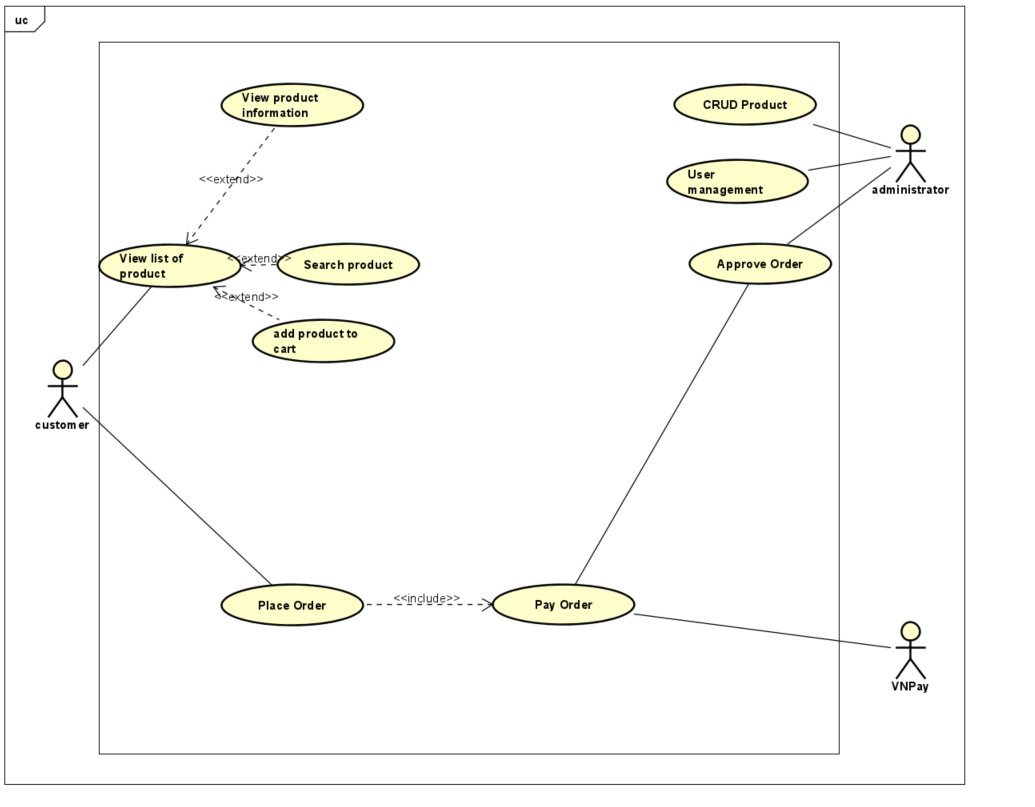 uc
View product
information
CRUD Product
<<extend>>
User
management
administrator
View list of
product
<<extend>>
Search product
Approve Order
<<extend>>
add product to
cart
customer
Place Order
<<include>>
Pay Order
VNPay